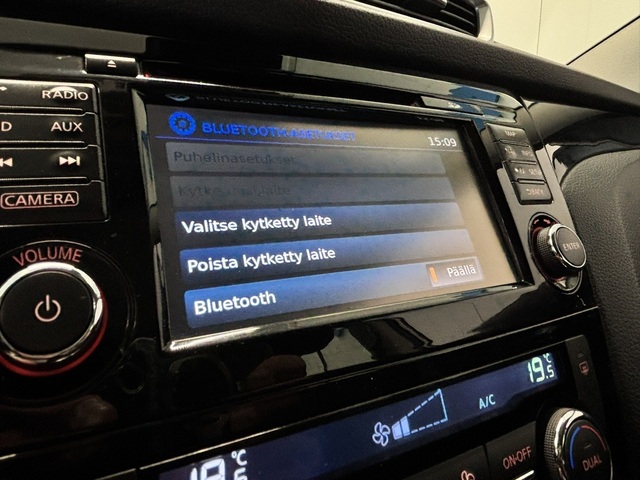 RADIO
AUX
CAMERA
VOLUME
BLUETOOTH
15:09
Puhelinasetukset
Valitse kytketty laite
Poista kytketty laite
Bluetooth
Päällä
ENTER
BACK
19.5 °C
A/C
°C
ON·OFF
DUAL